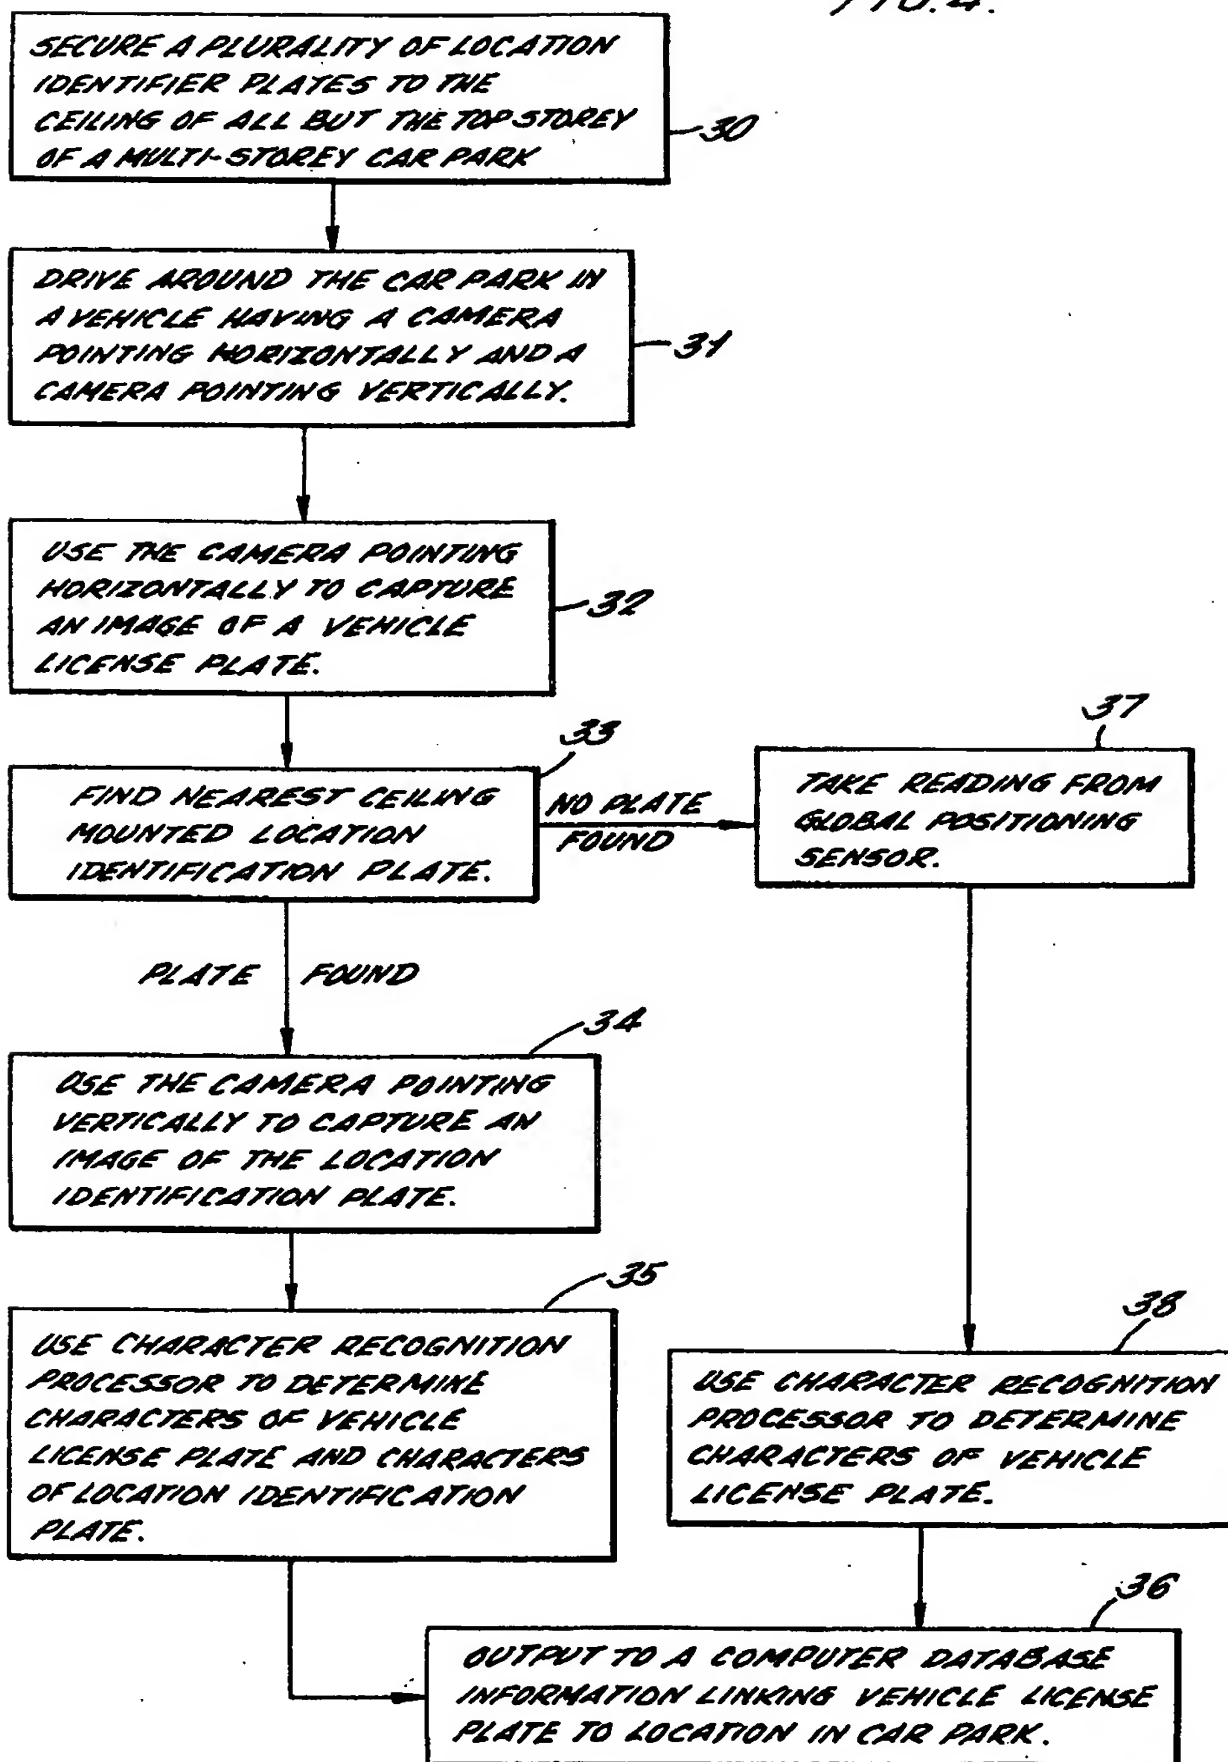 FIG.4.
SECURE A PLURALITY OF LOCATION
IDENTIFIER PLATES TO THE
CEILING OF ALL BUT THE TOP STOREY
OF A MULTI-STOREY CAR PARK
30
DRIVE AROUND THE CAR PARK IN
A VEHICLE HAVING A CAMERA
POINTING HORIZONTALLY AND A
CAMERA POINTING VERTICALLY.
31
USE THE CAMERA POINTING
HORIZONTALLY TO CAPTURE
AN IMAGE OF A VEHICLE
LICENSE PLATE.
32
33
FIND NEAREST CEILING
MOUNTED LOCATION
IDENTIFICATION PLATE.
NO PLATE
FOUND
37
TAKE READING FROM
GLOBAL POSITIONING
SENSOR.
PLATE FOUND
34
USE THE CAMERA POINTING
VERTICALLY TO CAPTURE AN
IMAGE OF THE LOCATION
IDENTIFICATION PLATE.
35
USE CHARACTER RECOGNITION
PROCESSOR TO DETERMINE
CHARACTERS OF VEHICLE
LICENSE PLATE AND CHARACTERS
OF LOCATION IDENTIFICATION
PLATE.
38
USE CHARACTER RECOGNITION
PROCESSOR TO DETERMINE
CHARACTERS OF VEHICLE
LICENSE PLATE.
36
OUTPUT TO A COMPUTER DATABASE
INFORMATION LINKING VEHICLE LICENSE
PLATE TO LOCATION IN CAR PARK.